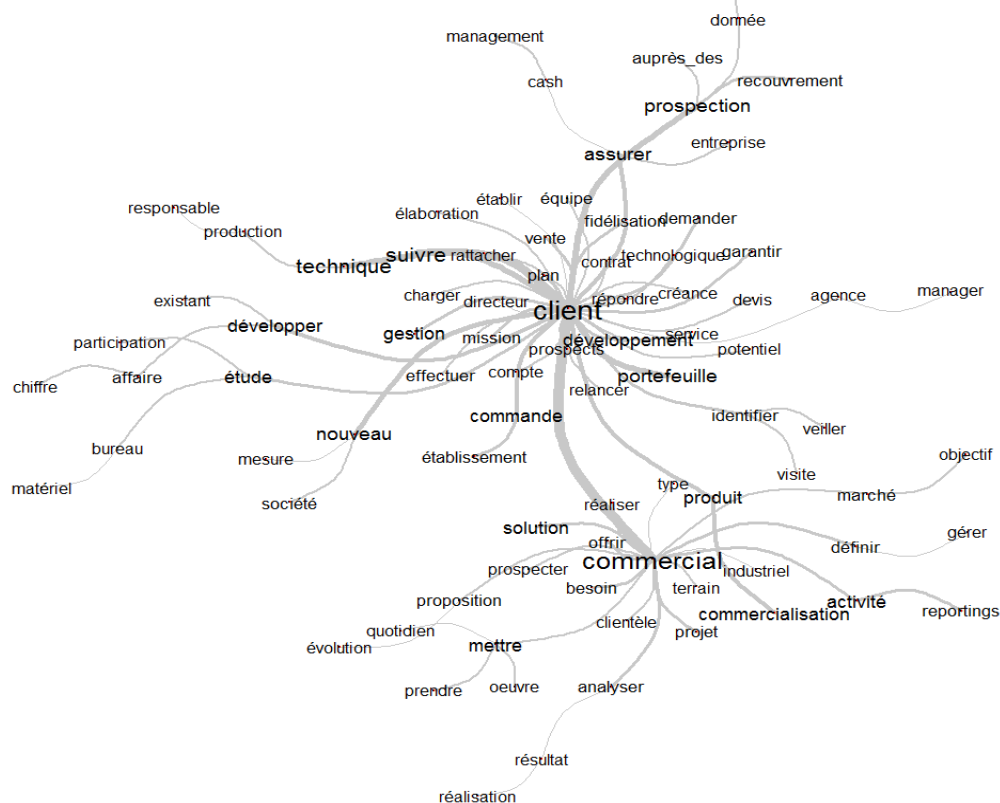 donnée
management
auprès_des
recouvrement
cash
prospection
entreprise
assurer
responsable
établir
équipe
élaboration
fidélisation
demander
production
vente
suivre
rattacher
contrat
technologique
garantir
technique
plan
charger
directeur
répondre
créance
devis
agence
manager
existant
client
développer
gestion
mission
développement
service
participation
prospects
potentiel
chiffre
affaire
étude
effectuer
compte
portefeuille
relancer
commande
identifier
nouveau
veiller
bureau
mesure
établissement
objectif
matériel
visite
société
type
produit
marché
réaliser
solution
offrir
définir
gérer
commercial
prospecter
industriel
besoin
terrain
proposition
activité
commercialisation
reportings
clientèle
quotidien
projet
évolution
mettre
prendre
oeuvre
analyser
résultat
réalisation